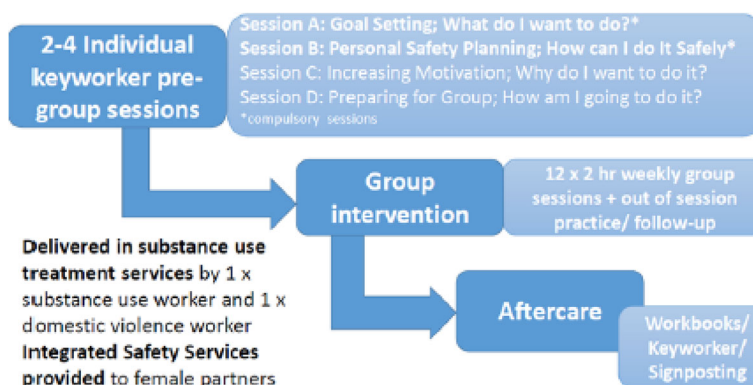 2-4 Individual
keyworker pre-
group sessions
Session A: Goal Setting; What do I want to do?*
Session B: Personal Safety Planning; How can I do It Safely*
Session C: Increasing Motivation; Why do I want to do it?
Session D: Preparing for Group; How am I going to do it?
*compulsory sessions
Group
intervention
12 x 2 hr weekly group
sessions + out of session
practice/ follow-up
Delivered in substance use
treatment services by 1 x
substance use worker and 1 x
domestic violence worker
Integrated Safety Services
provided to female partners
Aftercare
Workbooks/
Keyworker/
Signposting